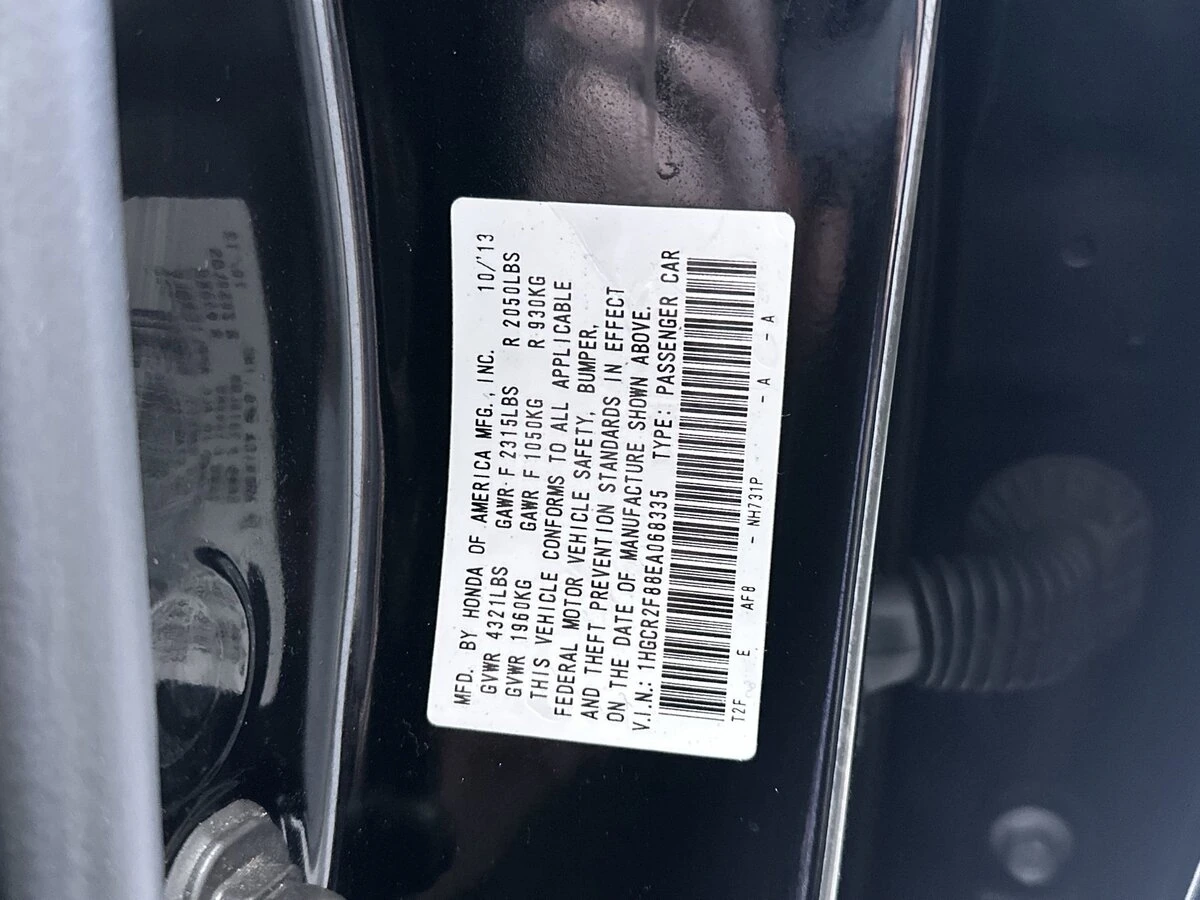 MFD. BY HONDA OF AMERICA MFG., INC. 10/'13
GVWR 4321LBS GAWR F 2315LBS R 2050LBS
GVWR 1960KG GAWR F 1050KG R 930KG
THIS VEHICLE CONFORMS TO ALL APPLICABLE
FEDERAL MOTOR VEHICLE SAFETY, BUMPER,
AND THEFT PREVENTION STANDARDS IN EFFECT
ON THE DATE OF MANUFACTURE SHOWN ABOVE.
V.I.N.: 1HGCR2F88EA068335 TYPE: PASSENGER CAR
T2F E AF8 - NH731P - A - A